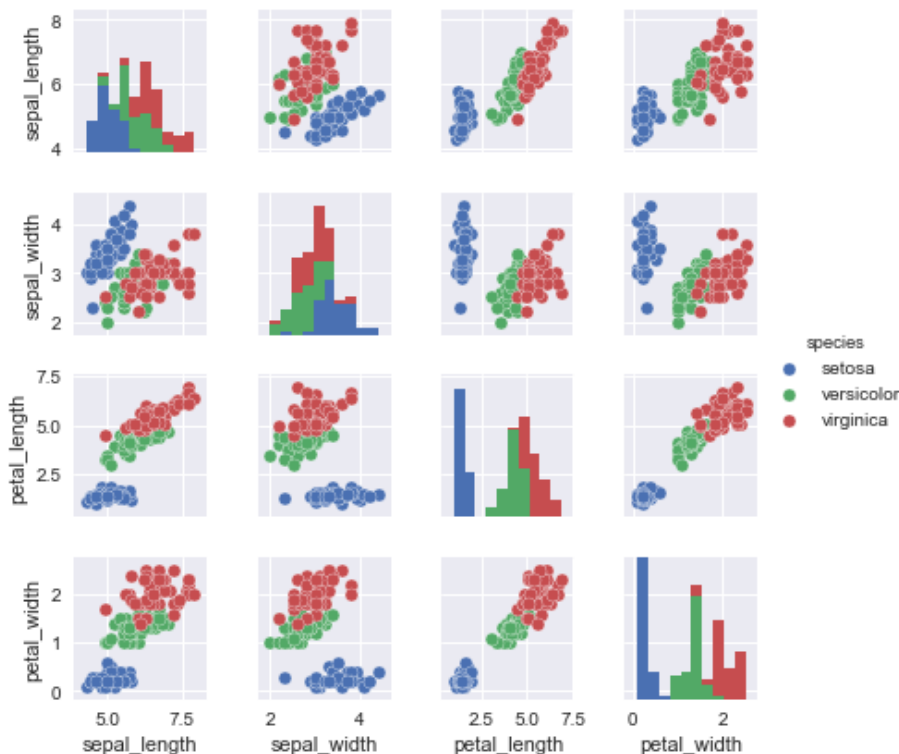 8
6
4
sepal_length
4
3
2
sepal_width
species
setosa
versicolor
virginica
7.5
5.0
2.5
petal_length
2
1
0
petal_width
5.0 7.5 2 4 2.5 5.0 7.5 0 2
sepal_length sepal_width petal_length petal_width